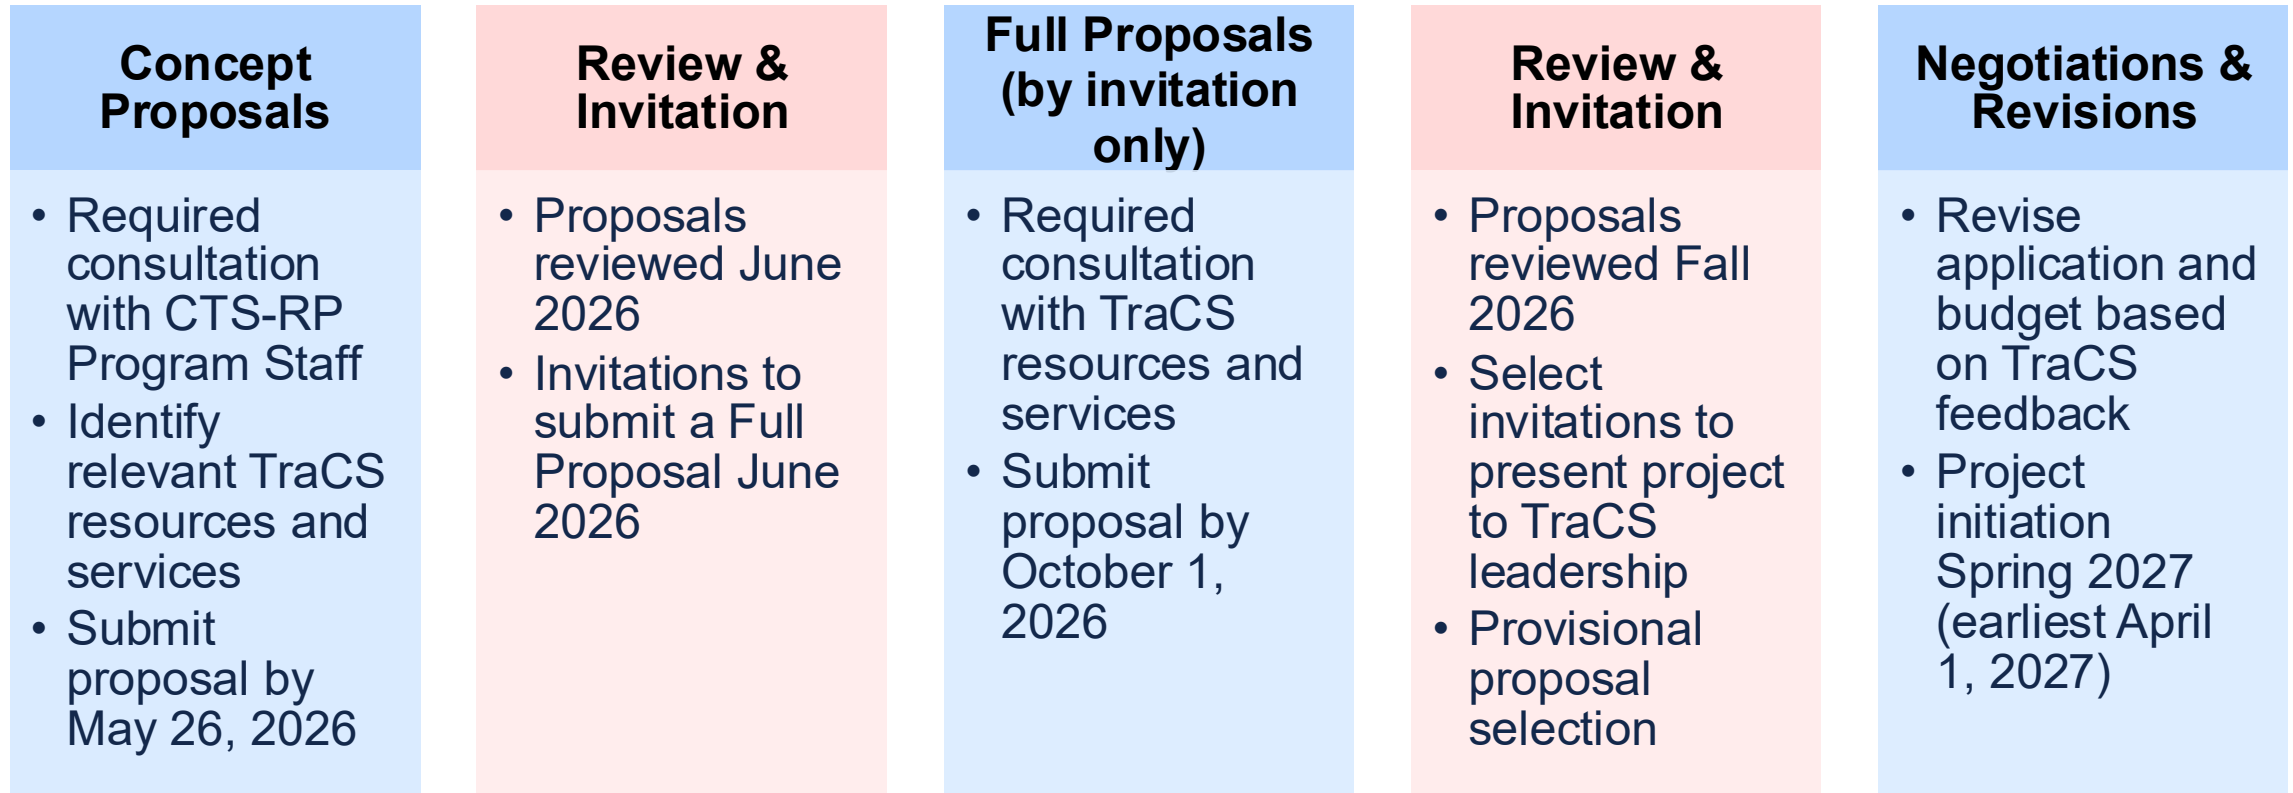 Concept
Proposals
• Required
consultation
with CTS-RP
Program Staff
• Identify
relevant TraCS
resources and
services
• Submit
proposal by
May 26, 2026
Review &
Invitation
• Proposals
reviewed June
2026
• Invitations to
submit a Full
Proposal June
2026
Full Proposals
(by invitation
only)
• Required
consultation
with TraCS
resources and
services
• Submit
proposal by
October 1,
2026
Review &
Invitation
• Proposals
reviewed Fall
2026
• Select
invitations to
present project
to TraCS
leadership
• Provisional
proposal
selection
Negotiations &
Revisions
• Revise
application and
budget based
on TraCS
feedback
• Project
initiation
Spring 2027
(earliest April
1, 2027)